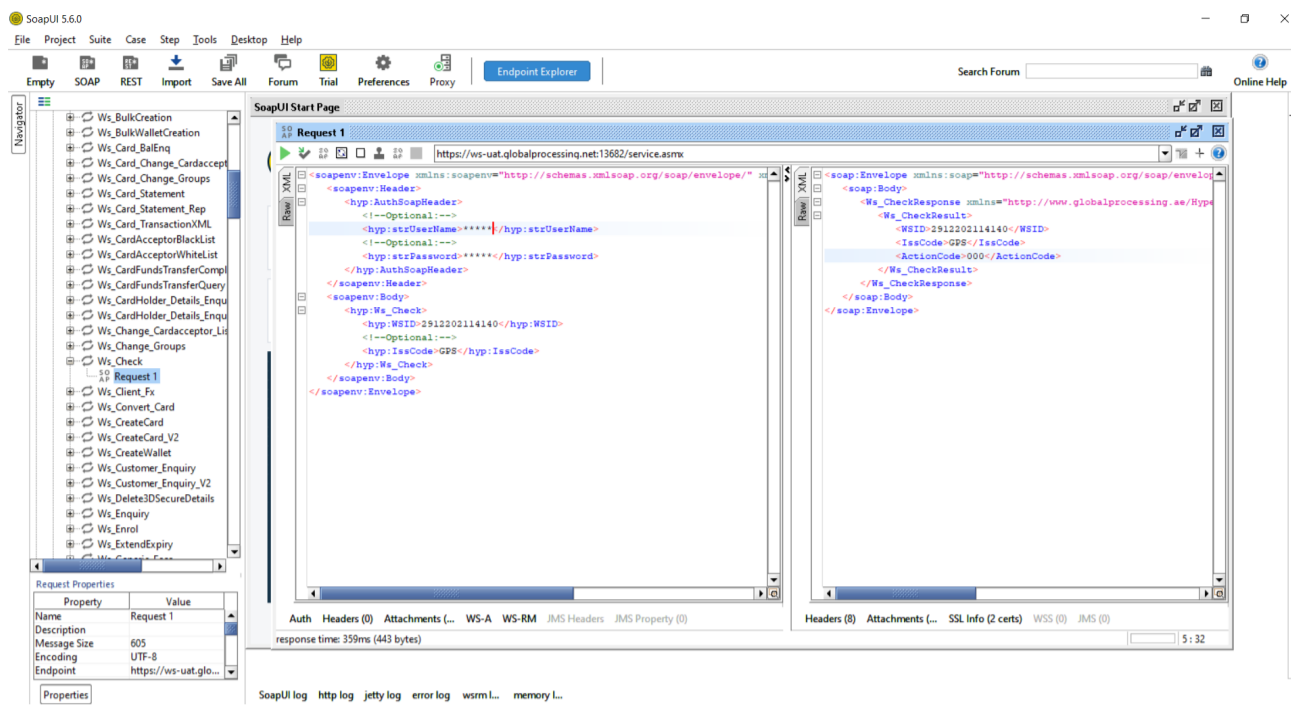 SoapUI 5.6.0
File Project Suite Case Step Tools Desktop Help
Empty SOAP REST Import Save All Forum Trial Preferences Proxy
Endpoint Explorer
Search Forum
Online Help
Navigator
Ws_BulkCreation
Ws_BulkWalletCreation
Ws_Card_BalEnq
Ws_Card_Change_Cardaccept
Ws_Card_Change_Groups
Ws_Card_Statement
Ws_Card_Statement_Rep
Ws_Card_TransactionXML
Ws_CardAcceptorBlackList
Ws_CardAcceptorWhiteList
Ws_CardFundsTransferCompl
Ws_CardFundsTransferQuery
Ws_CardHolder_Details_Enqu
Ws_CardHolder_Details_Enqu
Ws_Change_Cardacceptor_Lis
Ws_Change_Groups
Ws_Check
SOAP Request 1
Ws_Client_Fx
Ws_Convert_Card
Ws_CreateCard
Ws_CreateCard_V2
Ws_CreateWallet
Ws_Customer_Enquiry
Ws_Customer_Enquiry_V2
Ws_Delete3DSecureDetails
Ws_Enquiry
Ws_Enrol
Ws_ExtendExpiry
Request Properties
Property Value
Name Request 1
Description
Message Size 605
Encoding UTF-8
Endpoint https://ws-uat.glo...
Properties
SoapUI Start Page
SOAP Request 1
https://ws-uat.globalprocessing.net:13682/service.asmx
XML
Raw
<soapenv:Envelope xmlns:soapenv="http://schemas.xmlsoap.org/soap/envelope/"
<soapenv:Header>
<hyp:AuthSoapHeader>
<!--Optional:-->
<hyp:strUserName>*****</hyp:strUserName>
<!--Optional:-->
<hyp:strPassword>*****</hyp:strPassword>
</hyp:AuthSoapHeader>
</soapenv:Header>
<soapenv:Body>
<hyp:Ws_Check>
<hyp:WSID>2912202114140</hyp:WSID>
<!--Optional:-->
<hyp:IssCode>GPS</hyp:IssCode>
</hyp:Ws_Check>
</soapenv:Body>
</soapenv:Envelope>
Auth Headers (0) Attachments (... WS-A WS-RM JMS Headers JMS Property (0)
response time: 359ms (443 bytes)
XML
Raw
<soap:Envelope xmlns:soap="http://schemas.xmlsoap.org/soap/envelop
<soap:Body>
<Ws_CheckResponse xmlns="http://www.globalprocessing.ae/Hype
<Ws_CheckResult>
<WSID>2912202114140</WSID>
<IssCode>GPS</IssCode>
<ActionCode>000</ActionCode>
</Ws_CheckResult>
</Ws_CheckResponse>
</soap:Body>
</soap:Envelope>
Headers (8) Attachments (... SSL Info (2 certs) WSS (0) JMS (0)
5 : 32
SoapUI log http log jetty log error log wsrm l... memory l...